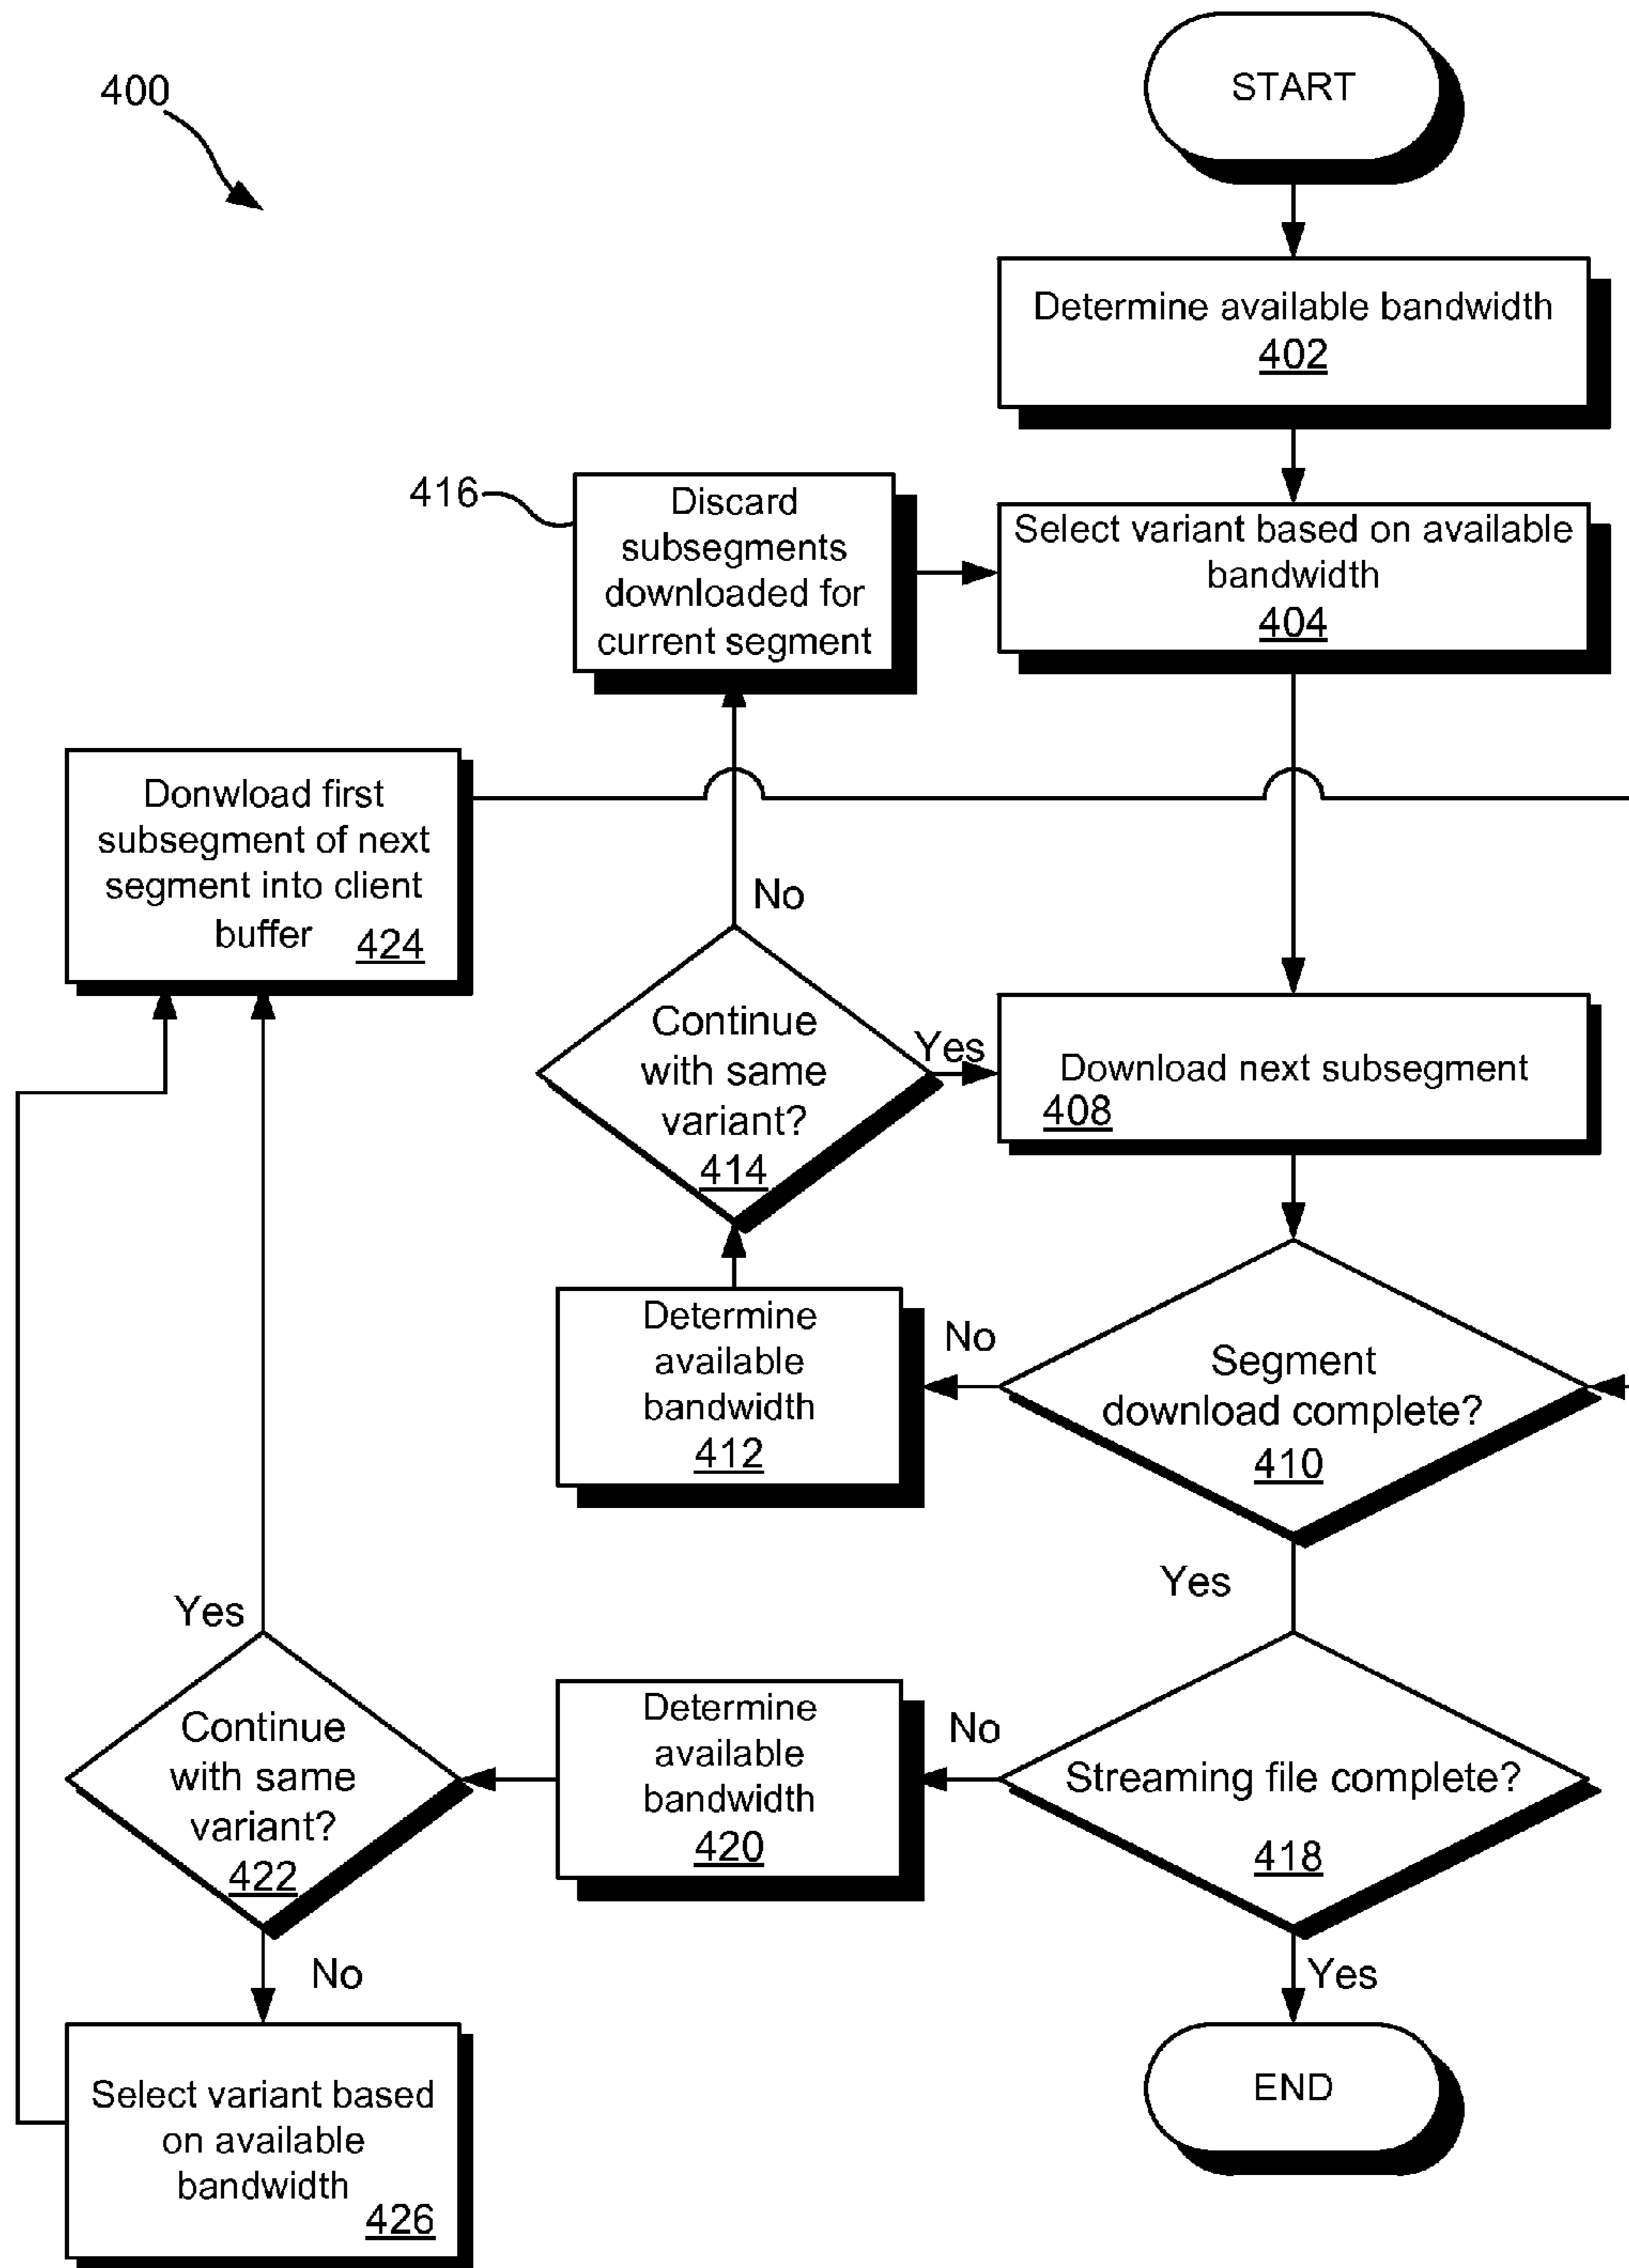 400
START
Determine available bandwidth
402
416
Discard
subsegments
downloaded for
current segment
Select variant based on available
bandwidth
404
Donwload first
subsegment of next
segment into client
buffer 424
No
Continue
with same
variant?
414
Yes
Download next subsegment
408
Determine
available
bandwidth
412
No
Segment
download complete?
410
Yes
Yes
Continue
with same
variant?
422
Determine
available
bandwidth
420
No
Streaming file complete?
418
No
Yes
Select variant based
on available
bandwidth
426
END